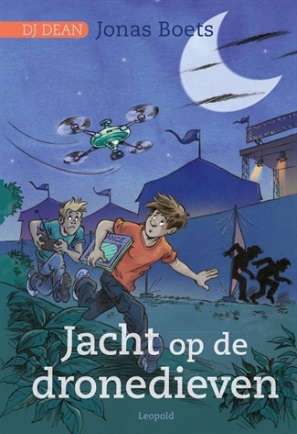 DJ DEAN Jonas Boets
Jacht op de
dronedieven
Leopold